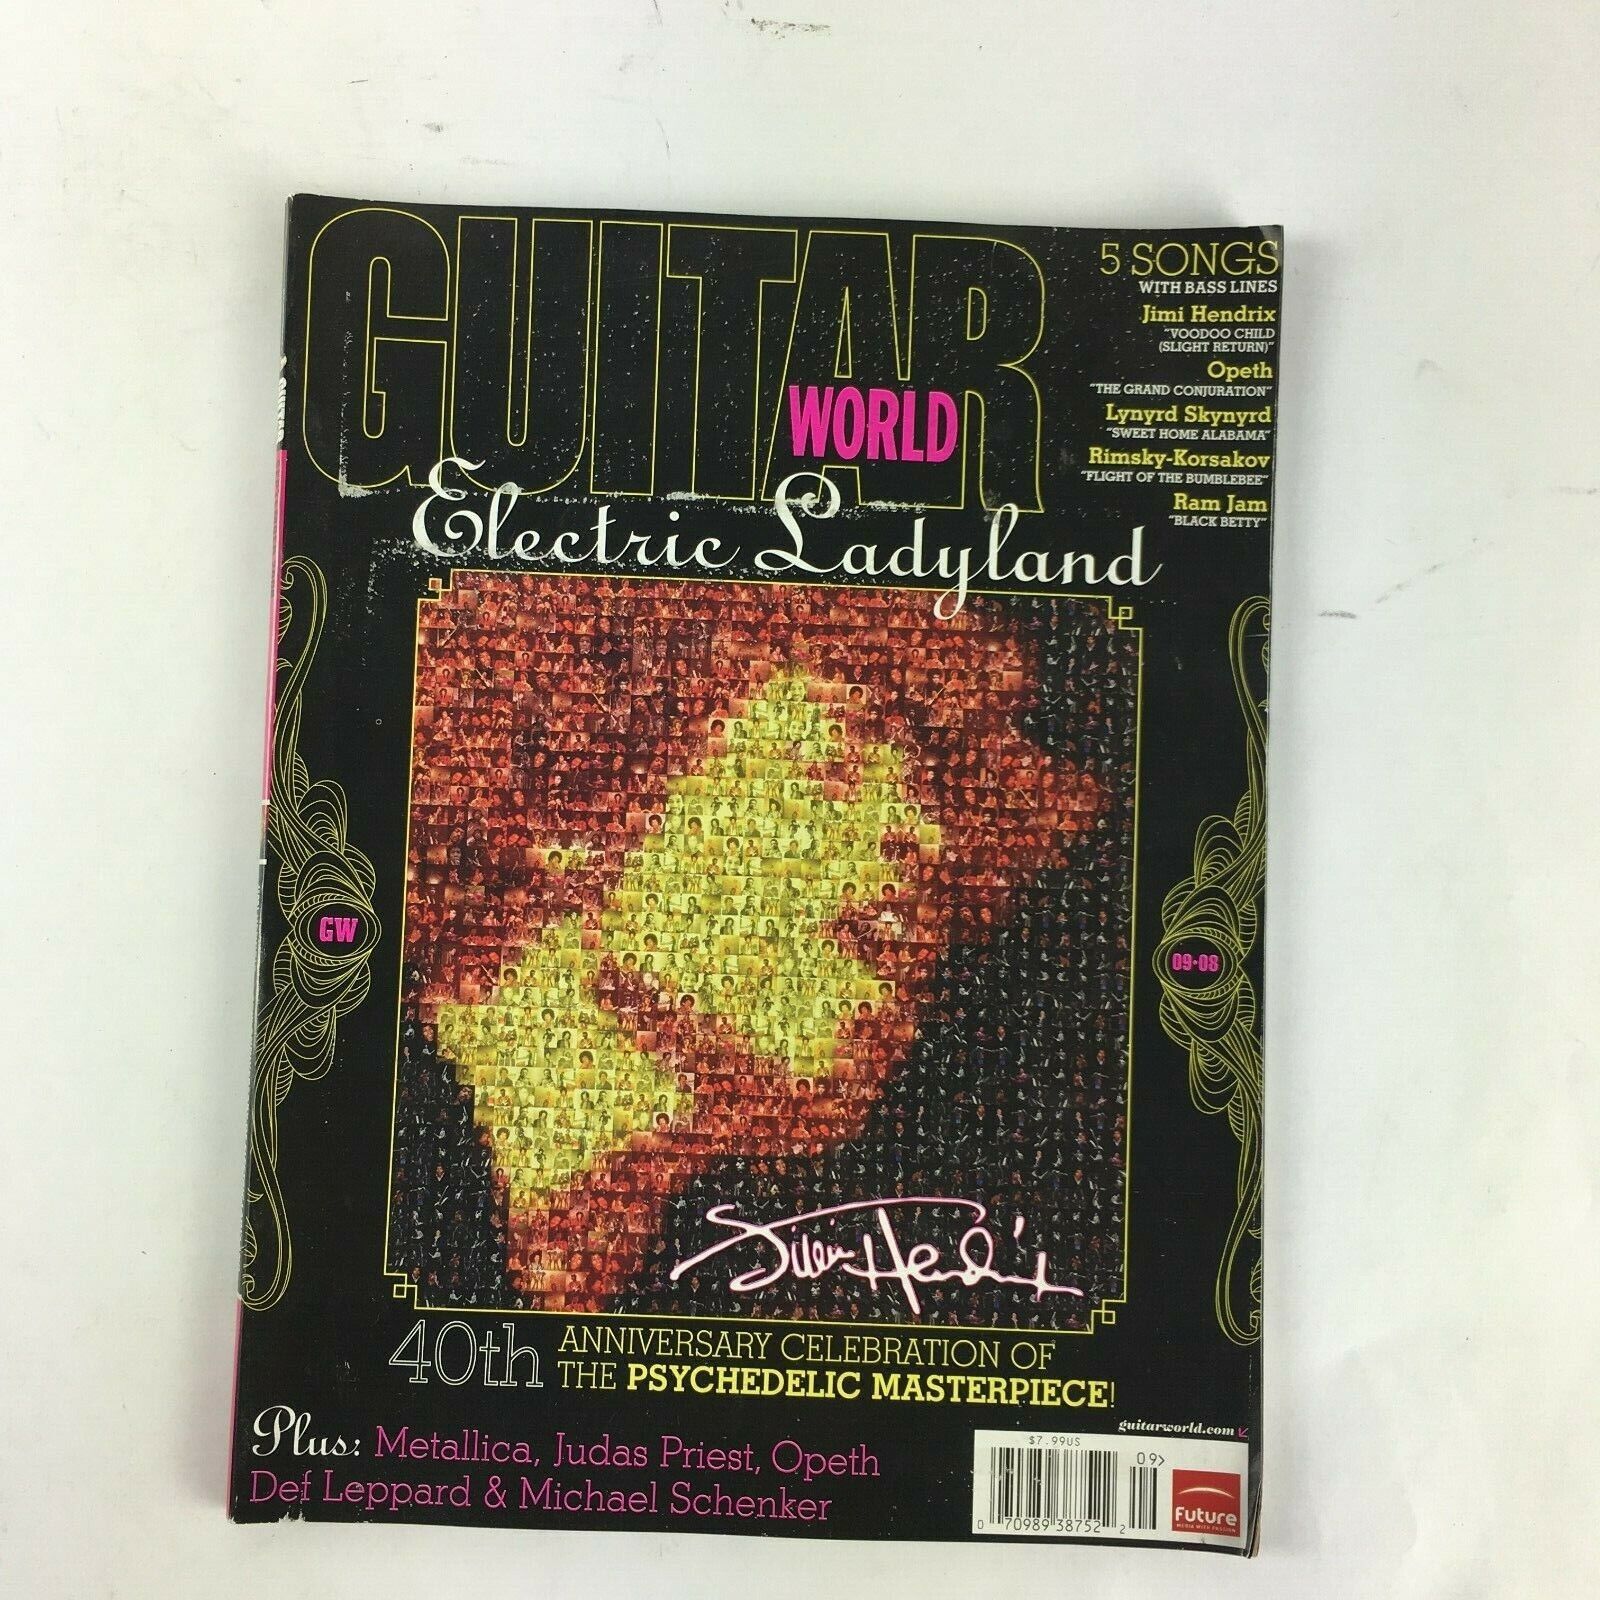 GUITAR
WORLD
5 SONGS
WITH BASS LINES
Jimi Hendrix
"VOODOO CHILD
(SLIGHT RETURN)"
Opeth
"THE GRAND CONJURATION"
Lynyrd Skynyrd
"SWEET HOME ALABAMA"
Rimsky-Korsakov
"FLIGHT OF THE BUMBLEBEE"
Ram Jam
"BLACK BETTY"
Electric Ladyland
GW
09•08
Jimi Hendrix
40th ANNIVERSARY CELEBRATION OF
THE PSYCHEDELIC MASTERPIECE!
Plus: Metallica, Judas Priest, Opeth
Def Leppard & Michael Schenker
guitarworld.com
$7.99US
09>
0 70989 38752 2
Future
MEDIA WITH PASSION